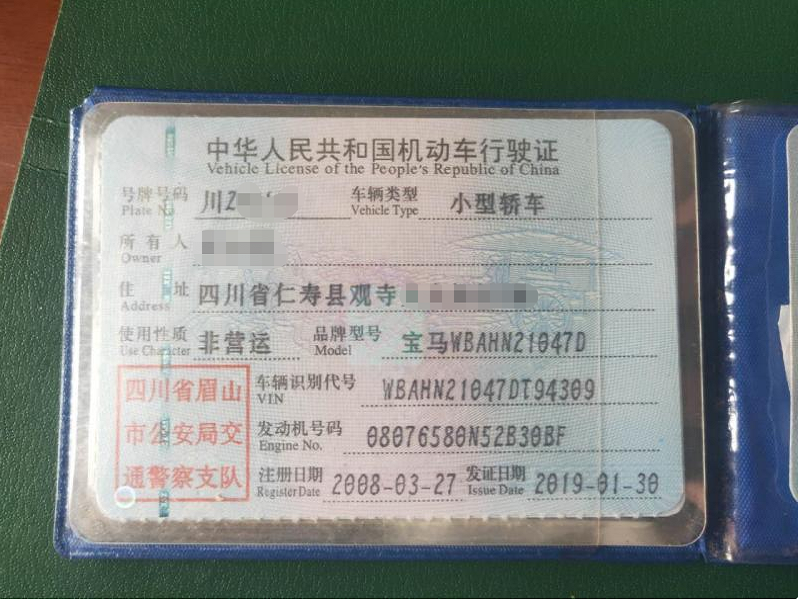 中华人民共和国机动车行驶证
Vehicle License of the People's Republic of China
号牌号码 川Z 车辆类型 小型轿车
Plate No. Vehicle Type
所有人
Owner
住址 四川省仁寿县观寺
Address
使用性质 非营运 品牌型号 宝马WBAHN21047D
Use Character Model
四川省眉山 车辆识别代号 WBAHN21047DT94309
VIN
市公安局交 发动机号码 08076580N52B30BF
Engine No.
通警察支队 注册日期 2008-03-27 发证日期 2019-01-30
Register Date Issue Date